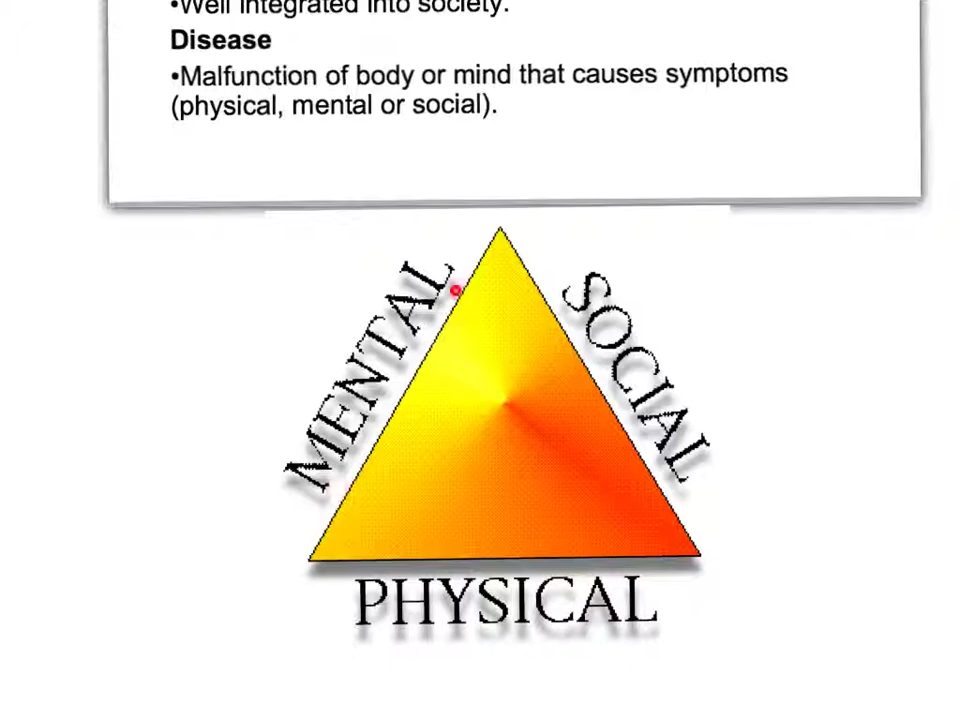 •Well integrated into society.
Disease
•Malfunction of body or mind that causes symptoms
(physical, mental or social).
MENTAL
SOCIAL
PHYSICAL